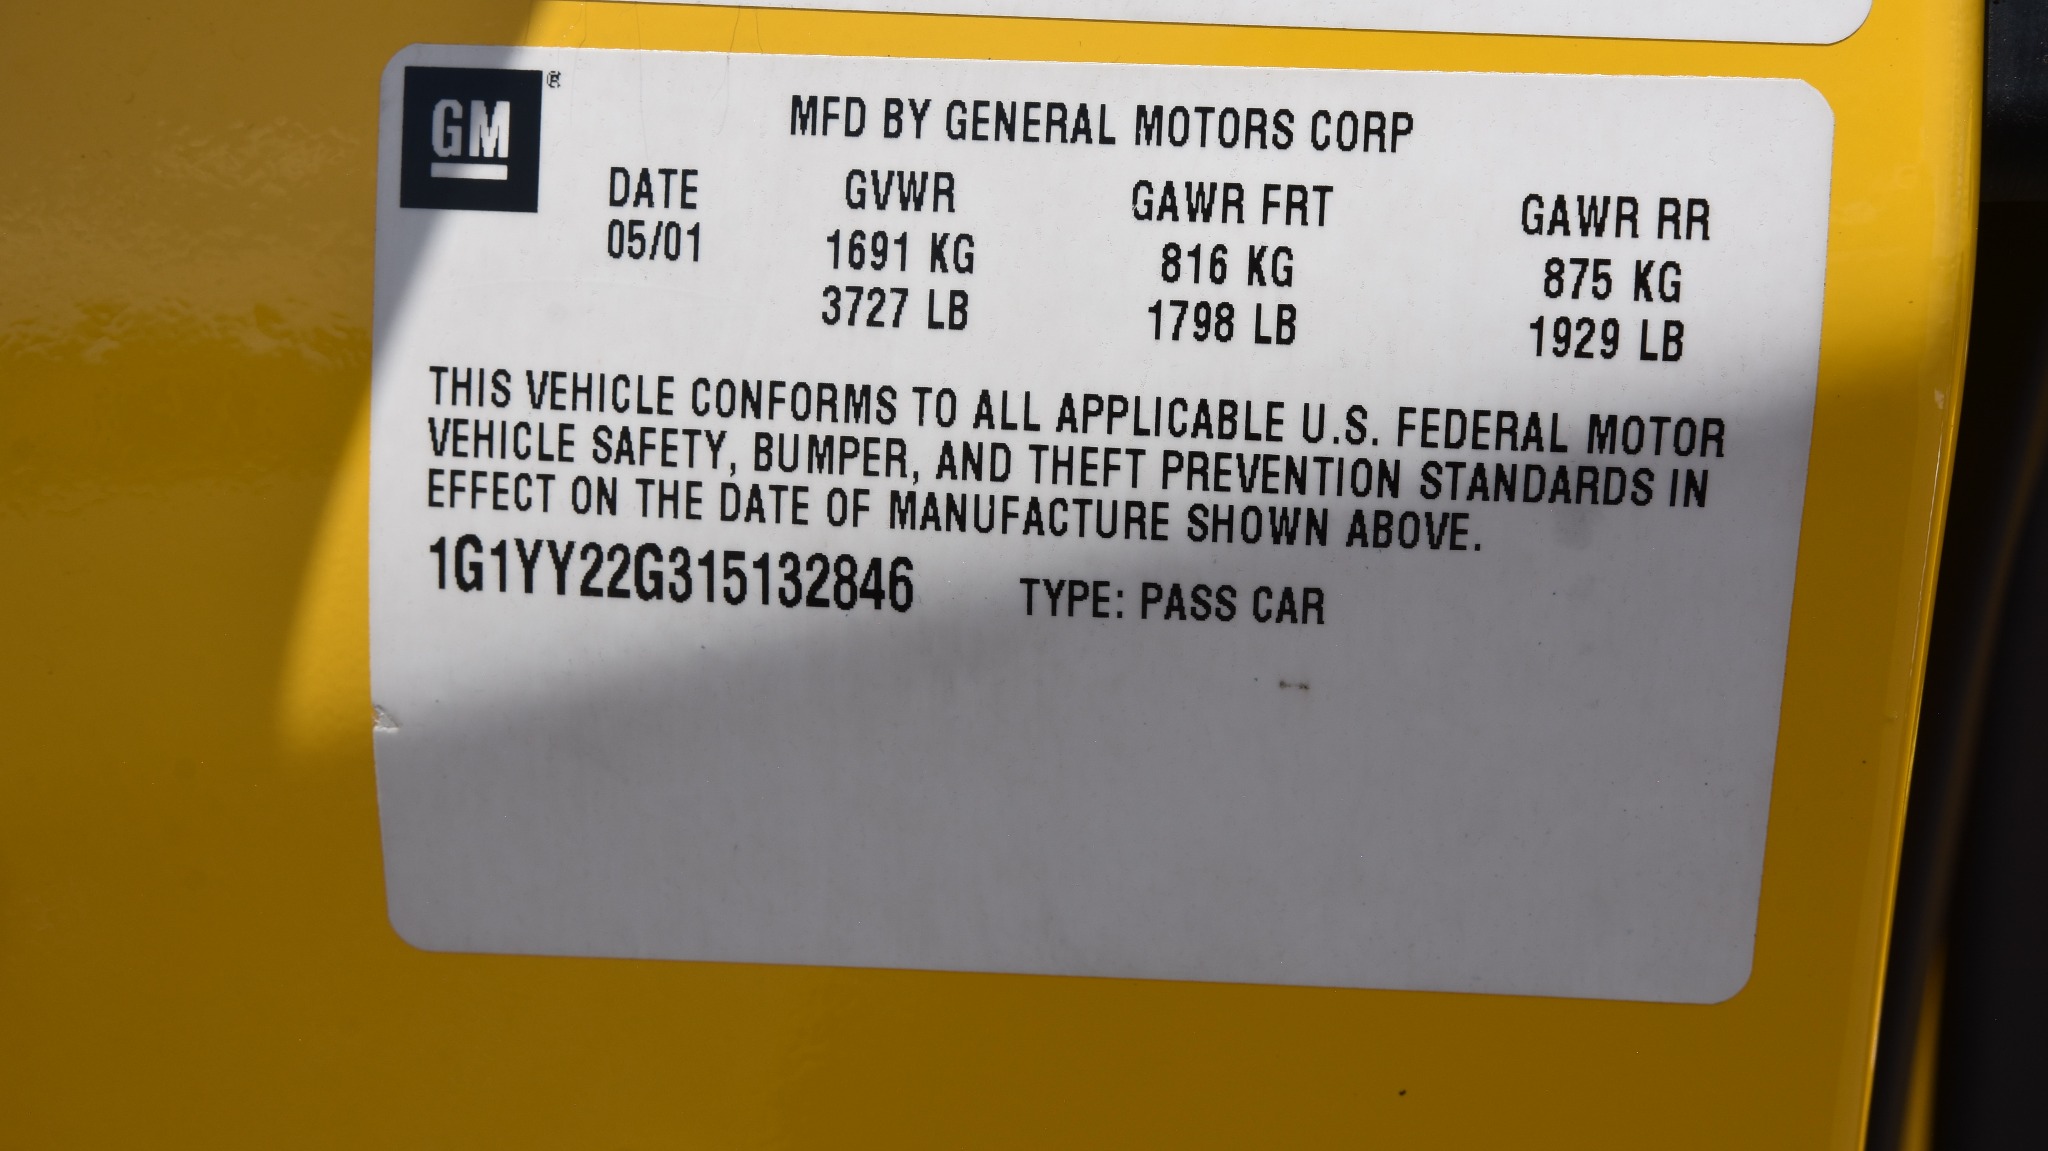 GM ®
MFD BY GENERAL MOTORS CORP
DATE GVWR GAWR FRT GAWR RR
05/01 1691 KG 816 KG 875 KG
3727 LB 1798 LB 1929 LB
THIS VEHICLE CONFORMS TO ALL APPLICABLE U.S. FEDERAL MOTOR
VEHICLE SAFETY, BUMPER, AND THEFT PREVENTION STANDARDS IN
EFFECT ON THE DATE OF MANUFACTURE SHOWN ABOVE.
1G1YY22G315132846 TYPE: PASS CAR